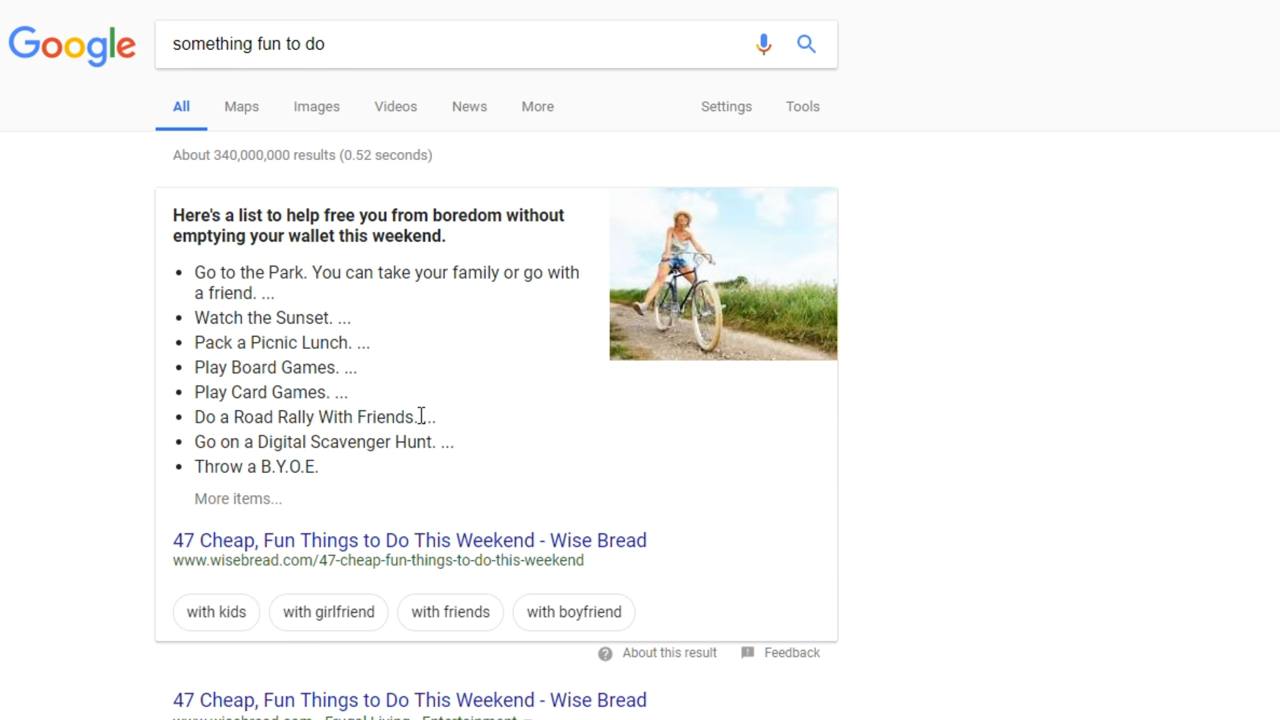 Google
something fun to do
All Maps Images Videos News More Settings Tools
About 340,000,000 results (0.52 seconds)
Here's a list to help free you from boredom without
emptying your wallet this weekend.
• Go to the Park. You can take your family or go with
a friend. ...
• Watch the Sunset. ...
• Pack a Picnic Lunch. ...
• Play Board Games. ...
• Play Card Games. ...
• Do a Road Rally With Friends. ...
• Go on a Digital Scavenger Hunt. ...
• Throw a B.Y.O.E.
More items...
47 Cheap, Fun Things to Do This Weekend - Wise Bread
www.wisebread.com/47-cheap-fun-things-to-do-this-weekend
with kids with girlfriend with friends with boyfriend
About this result Feedback
47 Cheap, Fun Things to Do This Weekend - Wise Bread
www.wisebread.com › Frugal Living › Entertainment